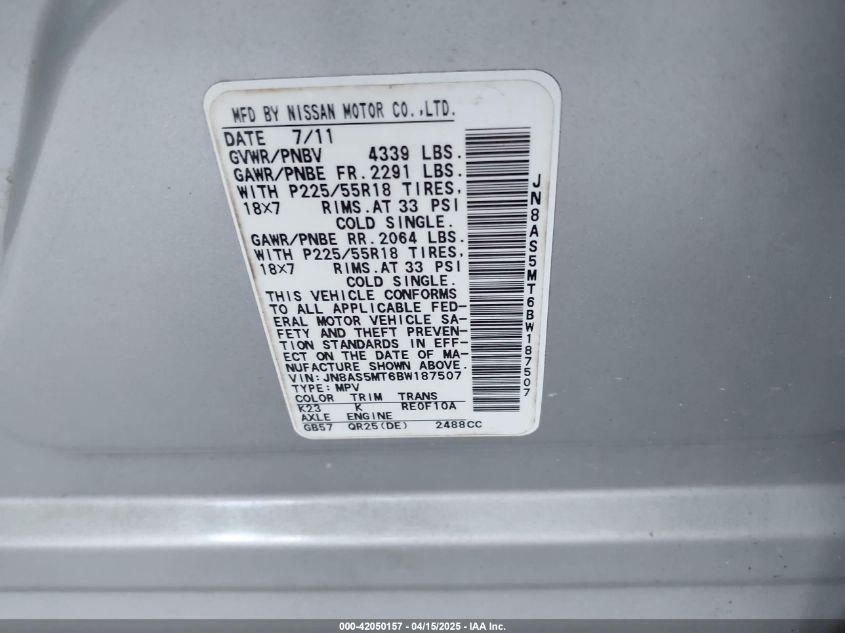 MFD BY NISSAN MOTOR CO.,LTD.
DATE 7/11
GVWR/PNBV 4339 LBS.
GAWR/PNBE FR. 2291 LBS.
WITH P225/55R18 TIRES,
18X7 RIMS. AT 33 PSI
COLD SINGLE.
GAWR/PNBE RR. 2064 LBS.
WITH P225/55R18 TIRES,
18X7 RIMS. AT 33 PSI
COLD SINGLE.
THIS VEHICLE CONFORMS
TO ALL APPLICABLE FED-
ERAL MOTOR VEHICLE SA-
FETY AND THEFT PREVEN-
TION STANDARDS IN EFF-
ECT ON THE DATE OF MA-
NUFACTURE SHOWN ABOVE.
VIN: JN8AS5MT6BW187507
TYPE: MPV
COLOR TRIM TRANS
K23 K RE0F10A
AXLE ENGINE
GB57 QR25(DE) 2488CC
JN8AS5MT6BW187507
000-42050157 - 04/15/2025 - IAA Inc.